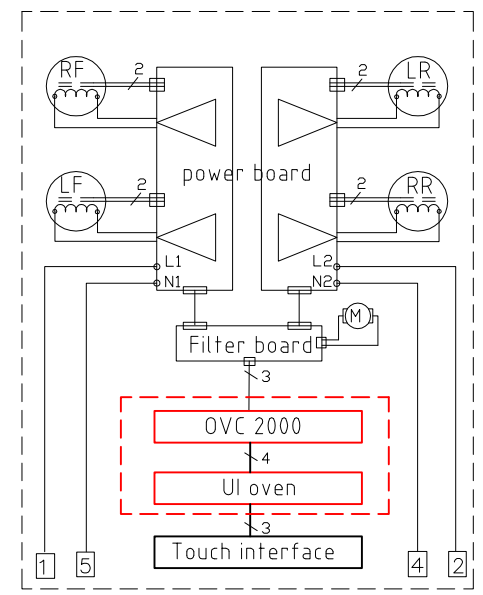 RF
2
2
LR
LF
2
power board
2
RR
L1
N1
L2
N2
M
Filter board
3
OVC 2000
4
UI oven
3
Touch interface
1
5
4
2